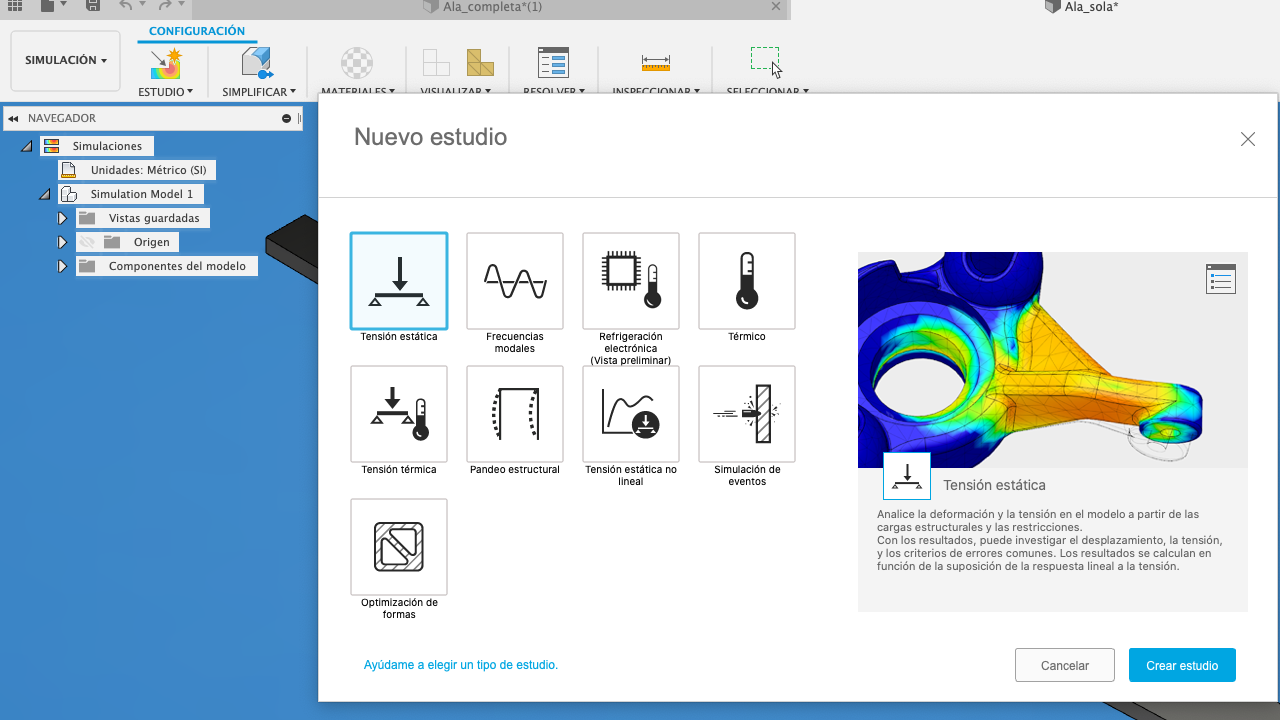 Ala_completa*(1)
Ala_sola*
CONFIGURACIÓN
SIMULACIÓN
ESTUDIO
SIMPLIFICAR
MATERIALES
VISUALIZAR
RESOLVER
INSPECCIONAR
SELECCIONAR
NAVEGADOR
Simulaciones
Unidades: Métrico (SI)
Simulation Model 1
Vistas guardadas
Origen
Componentes del modelo
Nuevo estudio
Tensión estática
Frecuencias
modales
Refrigeración
electrónica
(Vista preliminar)
Térmico
Tensión térmica
Pandeo estructural
Tensión estática no
lineal
Simulación de
eventos
Optimización de
formas
Tensión estática
Analice la deformación y la tensión en el modelo a partir de las
cargas estructurales y las restricciones.
Con los resultados, puede investigar el desplazamiento, la tensión,
y los criterios de errores comunes. Los resultados se calculan en
función de la suposición de la respuesta lineal a la tensión.
Ayúdame a elegir un tipo de estudio.
Cancelar
Crear estudio